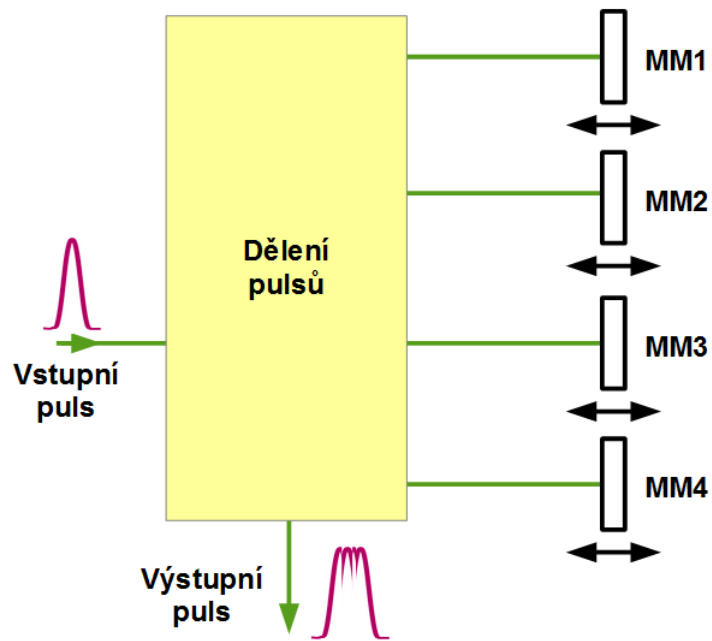 MM1
MM2
Dělení
pulsů
Vstupní
puls
MM3
MM4
Výstupní
puls